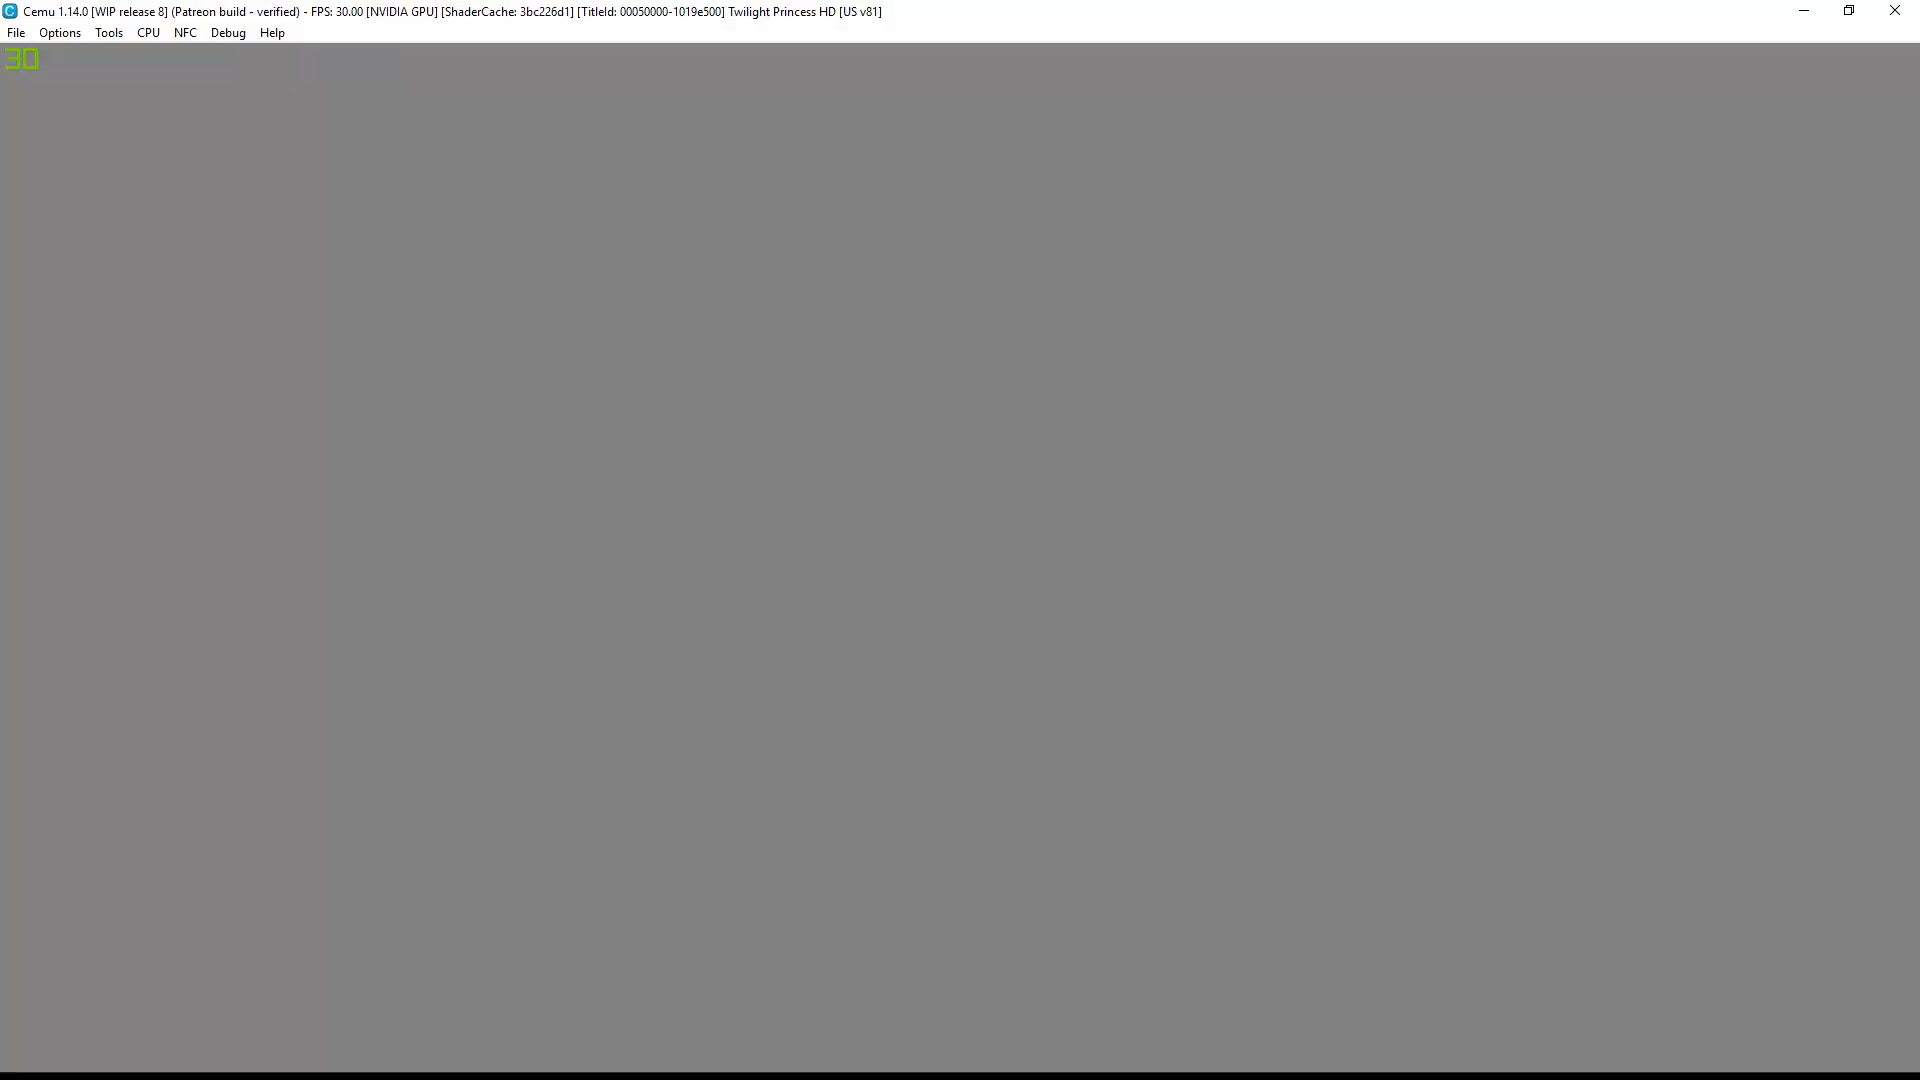 Cemu 1.14.0 [WIP release 8] (Patreon build - verified) - FPS: 30.00 [NVIDIA GPU] [ShaderCache: 3bc226d1] [TitleId: 00050000-1019e500] Twilight Princess HD [US v81]
File Options Tools CPU NFC Debug Help
30